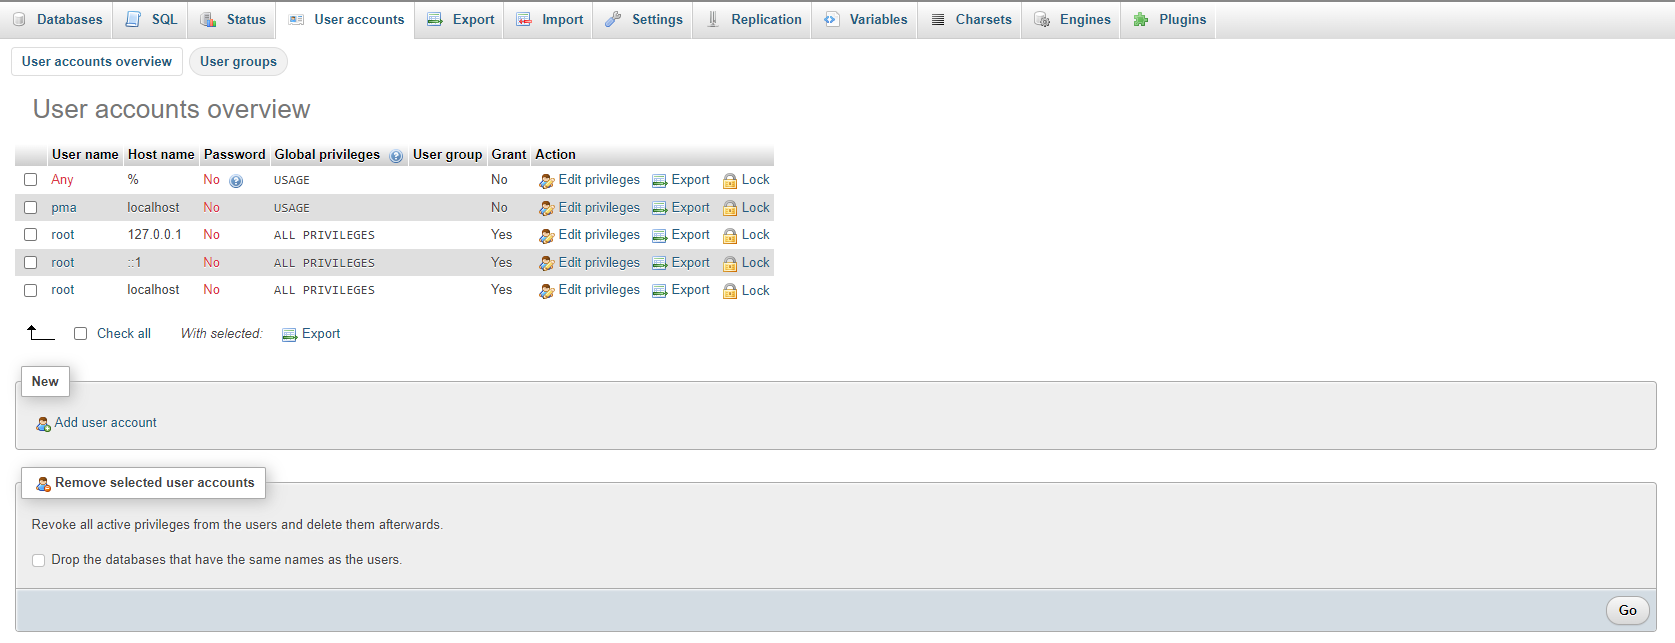 Databases SQL Status User accounts Export Import Settings Replication Variables Charsets Engines Plugins
User accounts overview User groups
User accounts overview
User name Host name Password Global privileges User group Grant Action
Any % No USAGE No Edit privileges Export Lock
pma localhost No USAGE No Edit privileges Export Lock
root 127.0.0.1 No ALL PRIVILEGES Yes Edit privileges Export Lock
root ::1 No ALL PRIVILEGES Yes Edit privileges Export Lock
root localhost No ALL PRIVILEGES Yes Edit privileges Export Lock
Check all With selected: Export
New
Add user account
Remove selected user accounts
Revoke all active privileges from the users and delete them afterwards.
Drop the databases that have the same names as the users.
Go